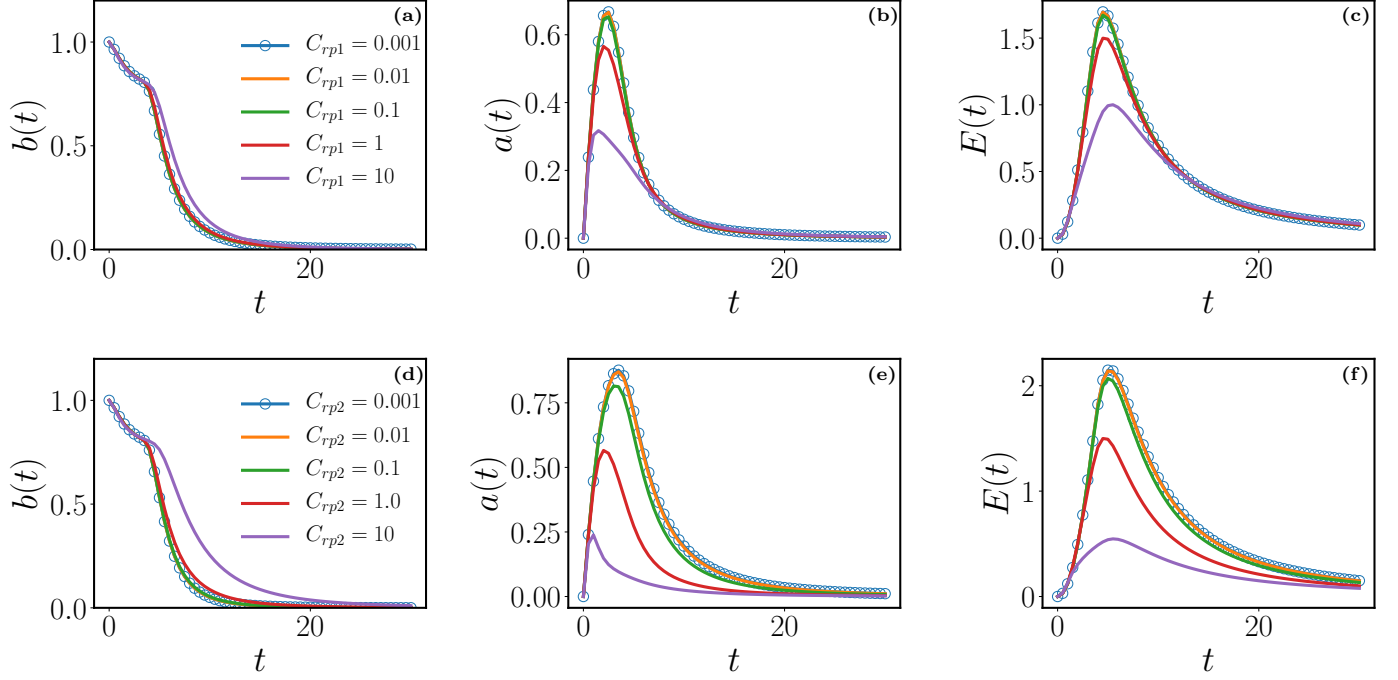 (a)
1.0
0.5
0.0
b(t)
0
20
t
C_{rp1} = 0.001
C_{rp1} = 0.01
C_{rp1} = 0.1
C_{rp1} = 1
C_{rp1} = 10
(b)
0.6
0.4
0.2
0.0
a(t)
0
20
t
(c)
1.5
1.0
0.5
0.0
E(t)
0
20
t
(d)
1.0
0.5
0.0
b(t)
0
20
t
C_{rp2} = 0.001
C_{rp2} = 0.01
C_{rp2} = 0.1
C_{rp2} = 1.0
C_{rp2} = 10
(e)
0.75
0.50
0.25
0.00
a(t)
0
20
t
(f)
2
1
0
E(t)
0
20
t